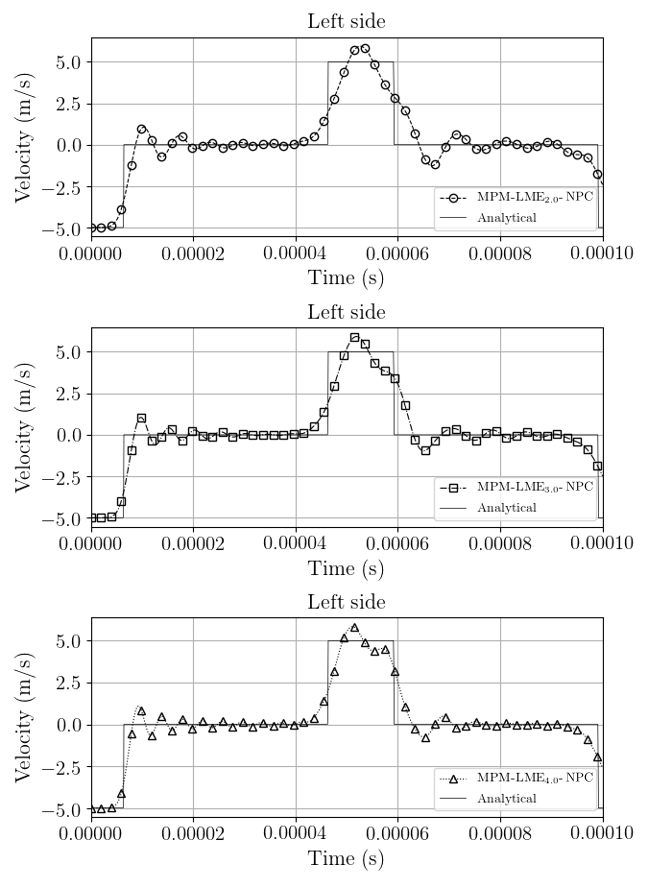 Left side
Velocity (m/s)
5.0
2.5
0.0
−2.5
−5.0
MPM-LME2.0- NPC
Analytical
0.00000 0.00002 0.00004 0.00006 0.00008 0.00010
Time (s)
Left side
Velocity (m/s)
5.0
2.5
0.0
−2.5
−5.0
MPM-LME3.0- NPC
Analytical
0.00000 0.00002 0.00004 0.00006 0.00008 0.00010
Time (s)
Left side
Velocity (m/s)
5.0
2.5
0.0
−2.5
−5.0
MPM-LME4.0- NPC
Analytical
0.00000 0.00002 0.00004 0.00006 0.00008 0.00010
Time (s)